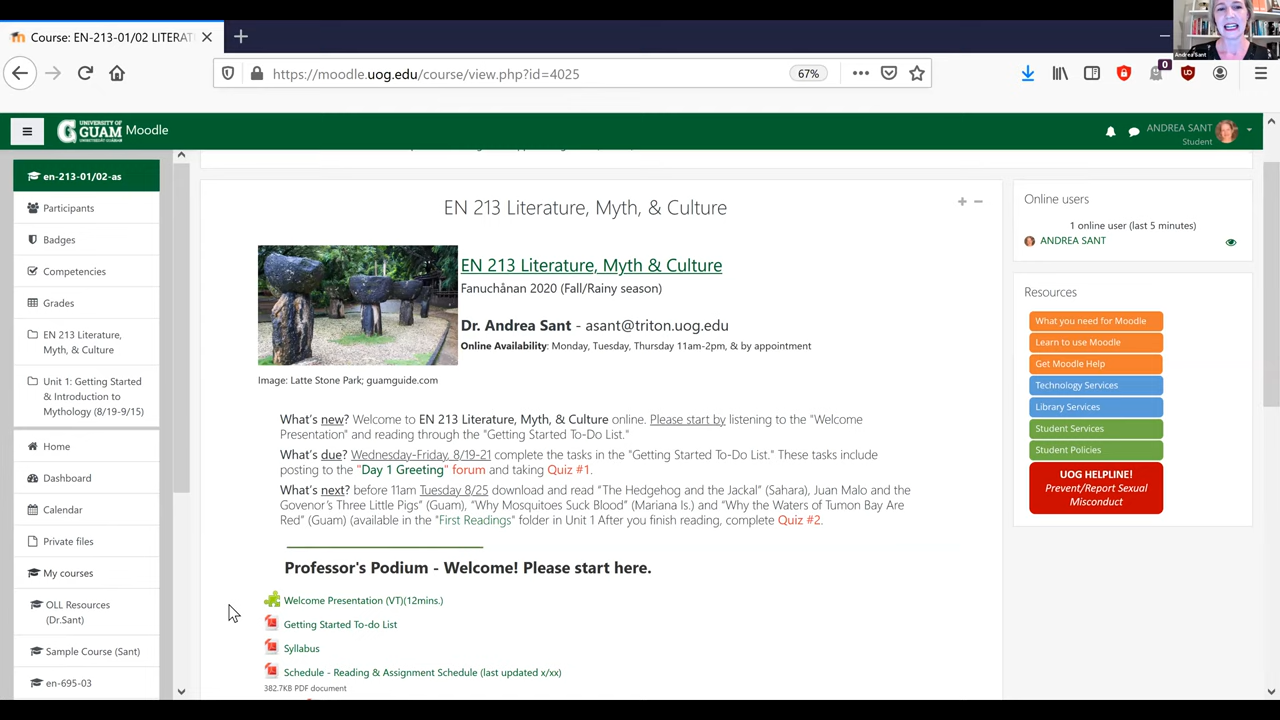 Course: EN-213-01/02 LITERAT
https://moodle.uog.edu/course/view.php?id=4025
67%
0
Andrea Sant
UNIVERSITY OF
GUAM
Moodle
ANDREA SANT
Student
en-213-01/02-as
Participants
Badges
Competencies
Grades
EN 213 Literature,
Myth, & Culture
Unit 1: Getting Started
& Introduction to
Mythology (8/19-9/15)
Home
Dashboard
Calendar
Private files
My courses
OLL Resources
(Dr.Sant)
Sample Course (Sant)
en-695-03
EN 213 Literature, Myth, & Culture
EN 213 Literature, Myth & Culture
Fanuchånan 2020 (Fall/Rainy season)
Dr. Andrea Sant - asant@triton.uog.edu
Online Availability: Monday, Tuesday, Thursday 11am-2pm, & by appointment
Image: Latte Stone Park; guamguide.com
What's new? Welcome to EN 213 Literature, Myth, & Culture online. Please start by listening to the "Welcome
Presentation" and reading through the "Getting Started To-Do List."
What's due? Wednesday-Friday, 8/19-21 complete the tasks in the "Getting Started To-Do List." These tasks include
posting to the "Day 1 Greeting" forum and taking Quiz #1.
What's next? before 11am Tuesday 8/25 download and read "The Hedgehog and the Jackal" (Sahara), Juan Malo and the
Govenor's Three Little Pigs" (Guam), "Why Mosquitoes Suck Blood" (Mariana Is.) and "Why the Waters of Tumon Bay Are
Red" (Guam) (available in the "First Readings" folder in Unit 1 After you finish reading, complete Quiz #2.
Professor's Podium - Welcome! Please start here.
Welcome Presentation (VT)(12mins.)
Getting Started To-do List
Syllabus
Schedule - Reading & Assignment Schedule (last updated x/xx)
382.7KB PDF document
Online users
1 online user (last 5 minutes)
ANDREA SANT
Resources
What you need for Moodle
Learn to use Moodle
Get Moodle Help
Technology Services
Library Services
Student Services
Student Policies
UOG HELPLINE!
Prevent/Report Sexual
Misconduct